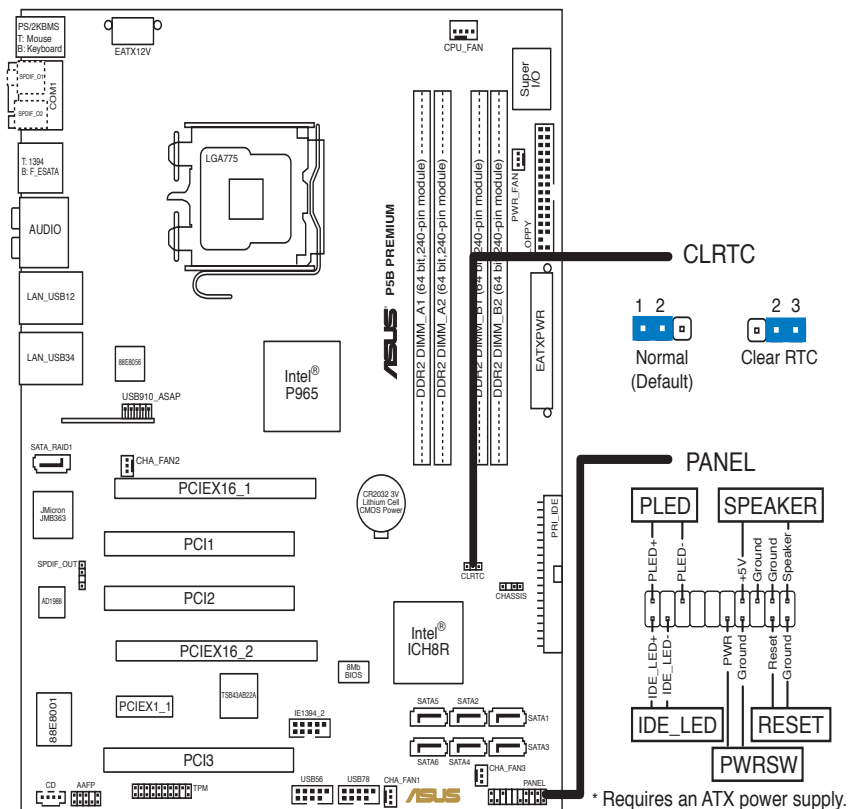 PS/2KBMS
T: Mouse
B: Keyboard
EATX12V
CPU_FAN
Super
I/O
SPDIF_O1
COM1
SPDIF_O2
T: 1394
B: F_ESATA
LGA775
PWR_FAN
LOPPY
AUDIO
P5B PREMIUM
ASUS
DDR2 DIMM_A1 (64 bit,240-pin module)
DDR2 DIMM_A2 (64 bit,240-pin module)
DDR2 DIMM_B1 (64 bit,240-pin module)
DDR2 DIMM_B2 (64 bit,240-pin module)
CLRTC
LAN_USB12
EATXPWR
1 2
2 3
Normal
(Default)
Clear RTC
LAN_USB34
88E8056
Intel®
P965
USB910_ASAP
SATA_RAID1
CHA_FAN2
PANEL
PCIEX16_1
CR2032 3V
Lithium Cell
CMOS Power
PRI_IDE
PLED
SPEAKER
JMicron
JMB363
PCI1
PLED+
PLED-
+5V
Ground
Ground
Speaker
SPDIF_OUT
CLRTC
CHASSIS
AD1988
PCI2
Intel®
ICH8R
PCIEX16_2
8Mb
BIOS
IDE_LED+
IDE_LED-
PWR
Ground
Reset
Ground
TSB43AB22A
PCIEX1_1
88E8001
IE1394_2
SATA5
SATA2
SATA1
IDE_LED
RESET
PCI3
SATA6
SATA4
SATA3
PWRSW
CHA_FAN3
CD
AAFP
TPM
USB56
USB78
CHA_FAN1
ASUS
PANEL
* Requires an ATX power supply.